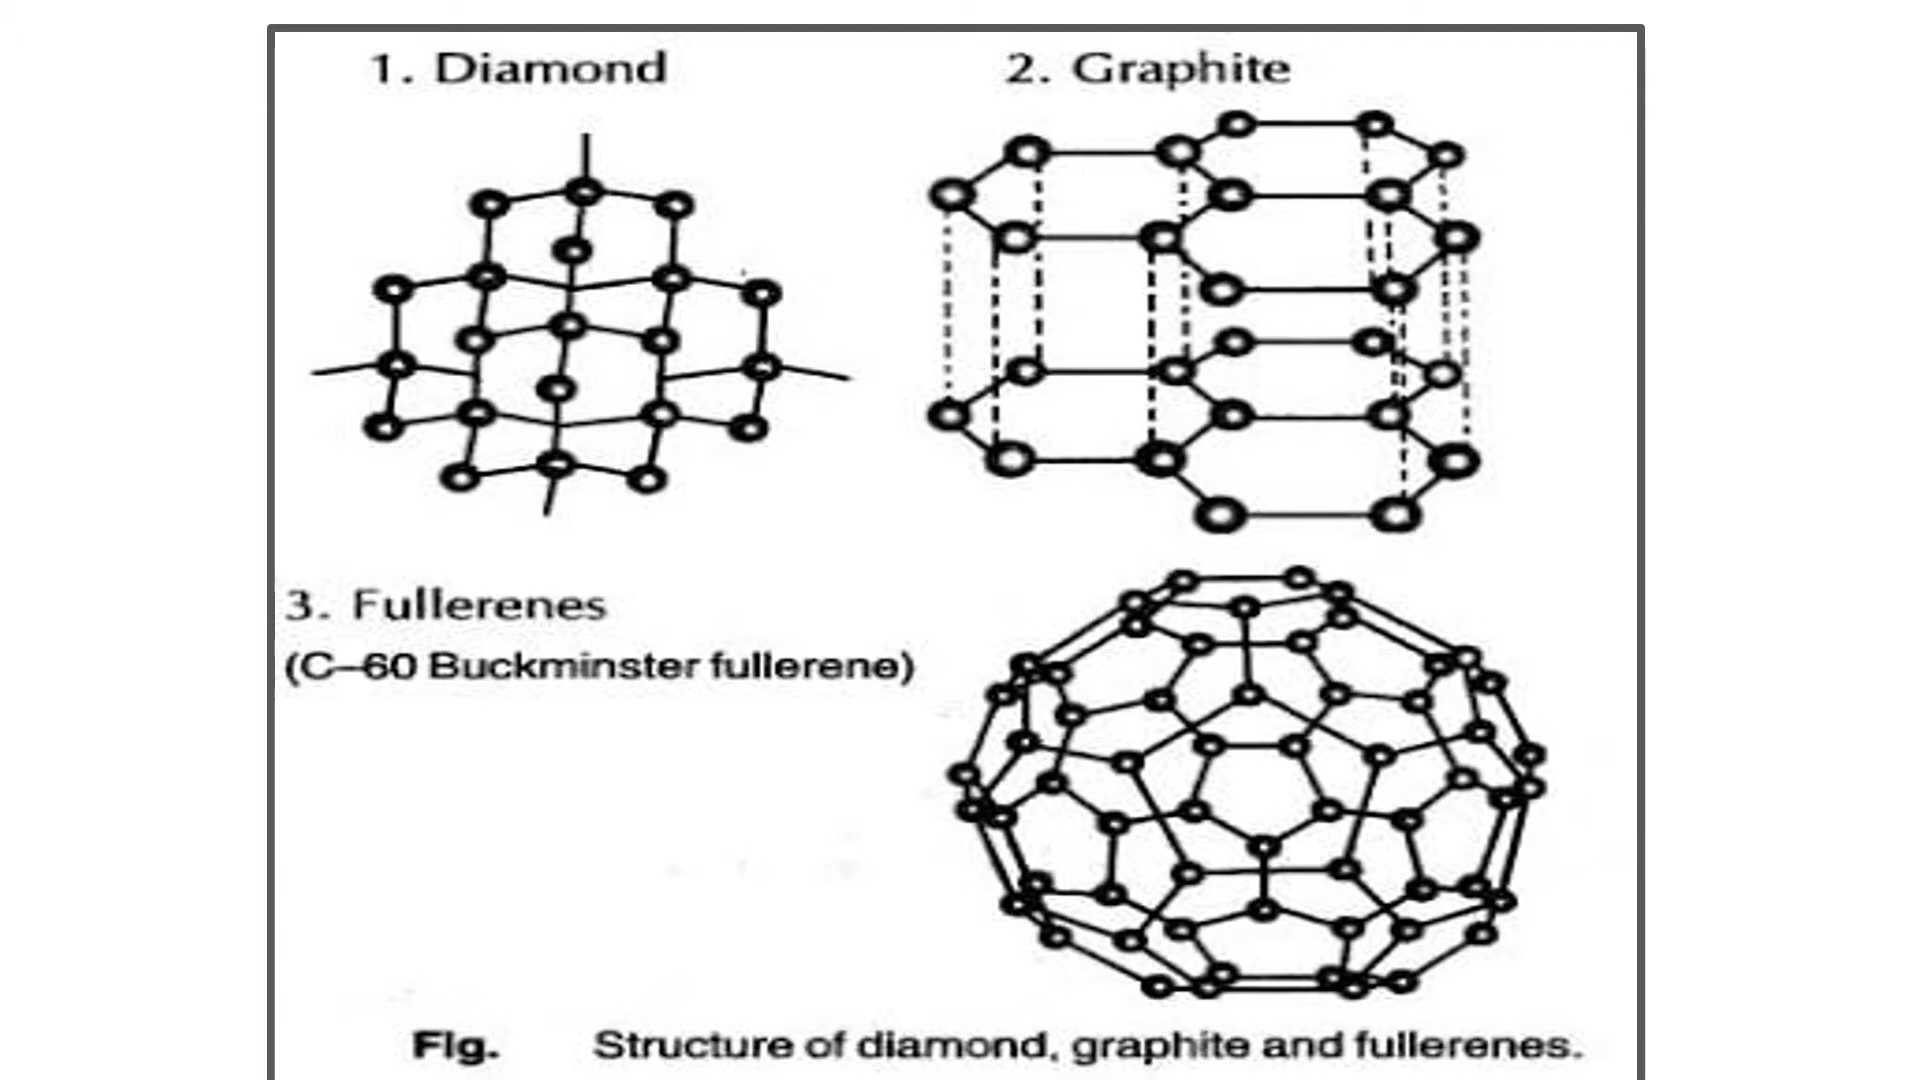 1. Diamond
2. Graphite
3. Fullerenes
(C–60 Buckminster fullerene)
Fig. Structure of diamond, graphite and fullerenes.